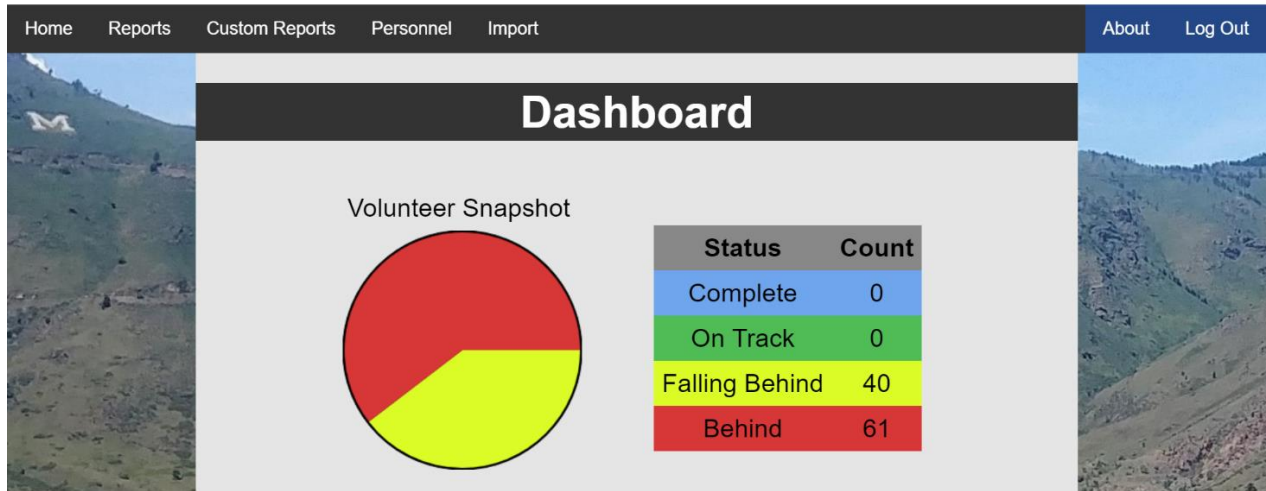 Home Reports Custom Reports Personnel Import About Log Out
M
Dashboard
Volunteer Snapshot
Status Count
Complete 0
On Track 0
Falling Behind 40
Behind 61